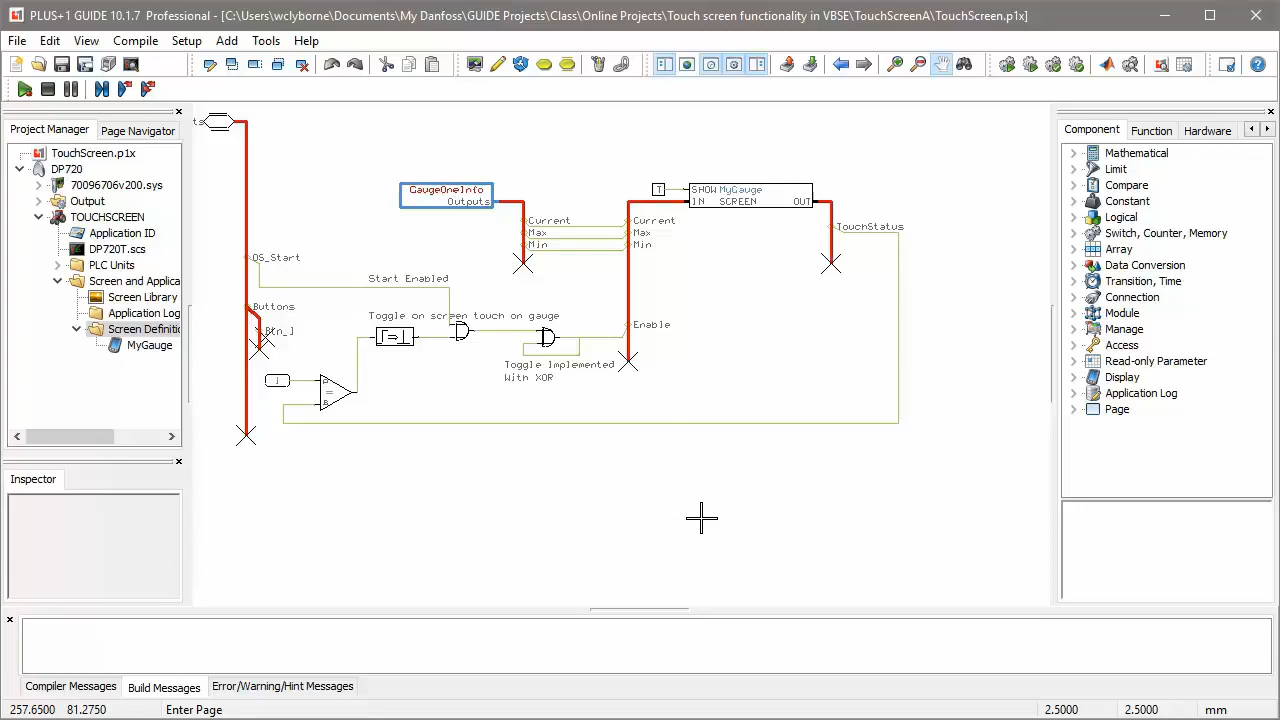 PLUS+1 GUIDE 10.1.7 Professional - [C:\Users\wclyborne\Documents\My Danfoss\GUIDE Projects\Class\Online Projects\Touch screen functionality in VBSE\TouchScreenA\TouchScreen.p1x]
File Edit View Compile Setup Add Tools Help
Project Manager
Page Navigator
TouchScreen.p1x
DP720
70096706v200.sys
Output
TOUCHSCREEN
Application ID
DP720T.scs
PLC Units
Screen and Applica
Screen Library
Application Log
Screen Definitio
MyGauge
Inspector
ts
GaugeOneInfo
Outputs
T
SHOW MyGauge
IN SCREEN OUT
Current
Max
Min
Current
Max
Min
TouchStatus
OS_Start
Start Enabled
Buttons
Toggle on screen touch on gauge
Enable
Toggle Implemented
With XOR
1
A
=
B
Component
Function
Hardware
Mathematical
Limit
Compare
Constant
Logical
Switch, Counter, Memory
Array
Data Conversion
Transition, Time
Connection
Module
Manage
Access
Read-only Parameter
Display
Application Log
Page
Compiler Messages
Build Messages
Error/Warning/Hint Messages
257.6500 81.2750 Enter Page 2.5000 2.5000 mm